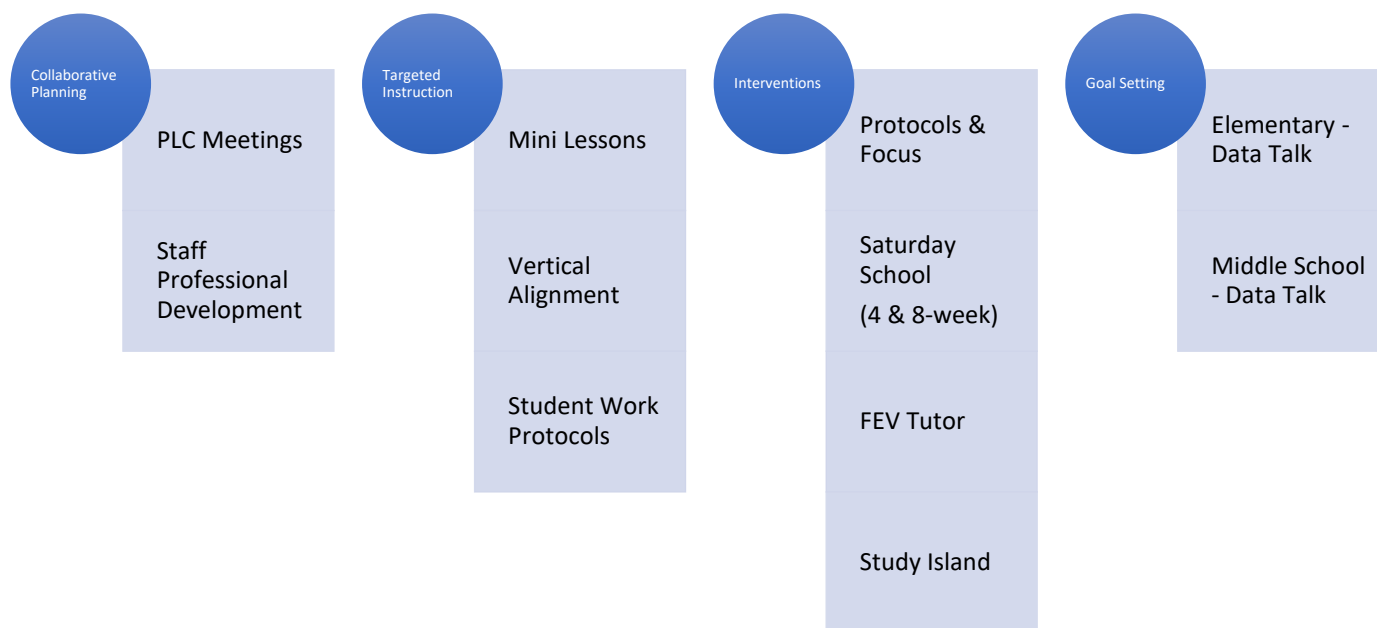 Collaborative
Planning
PLC Meetings
Staff
Professional
Development
Targeted
Instruction
Mini Lessons
Vertical
Alignment
Student Work
Protocols
Interventions
Protocols &
Focus
Saturday
School
(4 & 8-week)
FEV Tutor
Study Island
Goal Setting
Elementary -
Data Talk
Middle School
- Data Talk